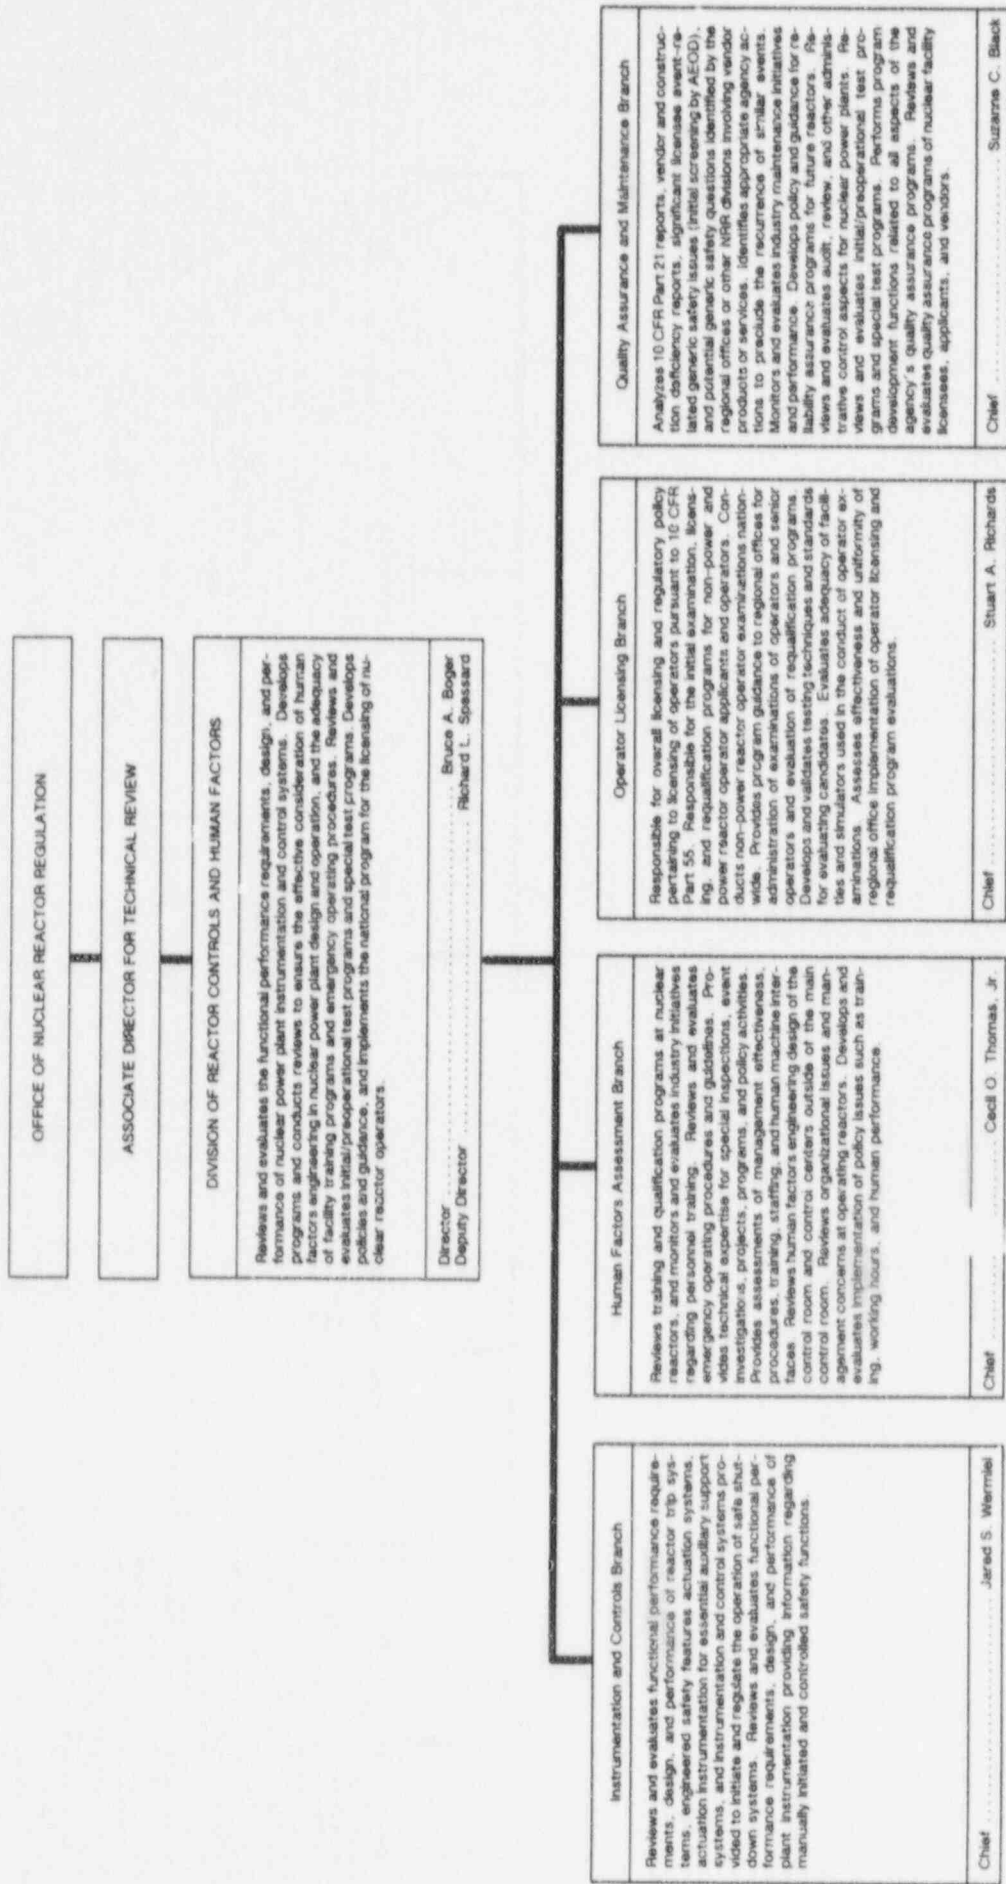 OFFICE OF NUCLEAR REACTOR REGULATION
ASSOCIATE DIRECTOR FOR TECHNICAL REVIEW
DIVISION OF REACTOR CONTROLS AND HUMAN FACTORS
Reviews and evaluates the functional performance requirements, design, and per-
formance of nuclear power plant instrumentation and control systems. Develops
programs and conducts reviews to ensure the effective consideration of human
factors engineering in nuclear power plant design and operation, and the adequacy
of facility training programs and emergency operating procedures. Reviews and
evaluates initial/preoperational test programs and special test programs. Develops
policies and guidance, and implements the national program for the licensing of nu-
clear reactor operators.
Director .......................... Bruce A. Boger
Deputy Director .................. Richard L. Spessard
Instrumentation and Controls Branch
Reviews and evaluates functional performance require-
ments, design, and performance of reactor trip sys-
tems, engineered safety features actuation systems,
actuation instrumentation for essential auxiliary support
systems, and instrumentation and control systems pro-
vided to initiate and regulate the operation of safe shut-
down systems. Reviews and evaluates functional per-
formance requirements, design, and performance of
plant instrumentation providing information regarding
manually initiated and controlled safety functions.
Chief .......................... Jared S. Wermiel
Human Factors Assessment Branch
Reviews training and qualification programs at nuclear
reactors, and monitors and evaluates industry initiatives
regarding personnel training. Reviews and evaluates
emergency operating procedures and guidelines. Pro-
vides technical expertise for special inspections, event
investigations, projects, programs, and policy activities.
Provides assessments of management effectiveness,
procedures, training, staffing, and human machine inter-
faces. Reviews human factors engineering design of the
control room and control centers outside of the main
control room. Reviews organizational issues and man-
agement concerns at operating reactors. Develops and
evaluates implementation of policy issues such as train-
ing, working hours, and human performance.
Chief .......................... Cecil O. Thomas, Jr.
Operator Licensing Branch
Responsible for overall licensing and regulatory policy
pertaining to licensing of operators pursuant to 10 CFR
Part 55. Responsible for the initial examination, licens-
ing, and requalification programs for non-power and
power reactor operator applicants and operators. Con-
ducts non-power reactor operator examinations nation-
wide. Provides program guidance to regional offices for
administration of examinations of operators and senior
operators and evaluation of requalification programs.
Develops and validates testing techniques and standards
for evaluating candidates. Evaluates adequacy of facili-
ties and simulators used in the conduct of operator ex-
aminations. Assesses effectiveness and uniformity of
regional office implementation of operator licensing and
requalification program evaluations.
Chief .......................... Stuart A. Richards
Quality Assurance and Maintenance Branch
Analyzes 10 CFR Part 21 reports, vendor and construc-
tion deficiency reports, significant licensee event-re-
lated generic safety issues (initial screening by AEOD),
and potential generic safety questions identified by the
regional offices or other NRR divisions involving vendor
products or services, identifies appropriate agency ac-
tions to preclude the recurrence of similar events.
Monitors and evaluates industry maintenance initiatives
and performance. Develops policy and guidance for re-
liability assurance programs for future reactors. Re-
views and evaluates audit, review, and other adminis-
trative control aspects for nuclear power plants. Re-
views and evaluates initial/preoperational test pro-
grams and special test programs. Performs program
development functions related to all aspects of the
agency's quality assurance programs. Reviews and
evaluates quality assurance programs of nuclear facility
licensees, applicants, and vendors.
Chief .......................... Suzanne C. Black